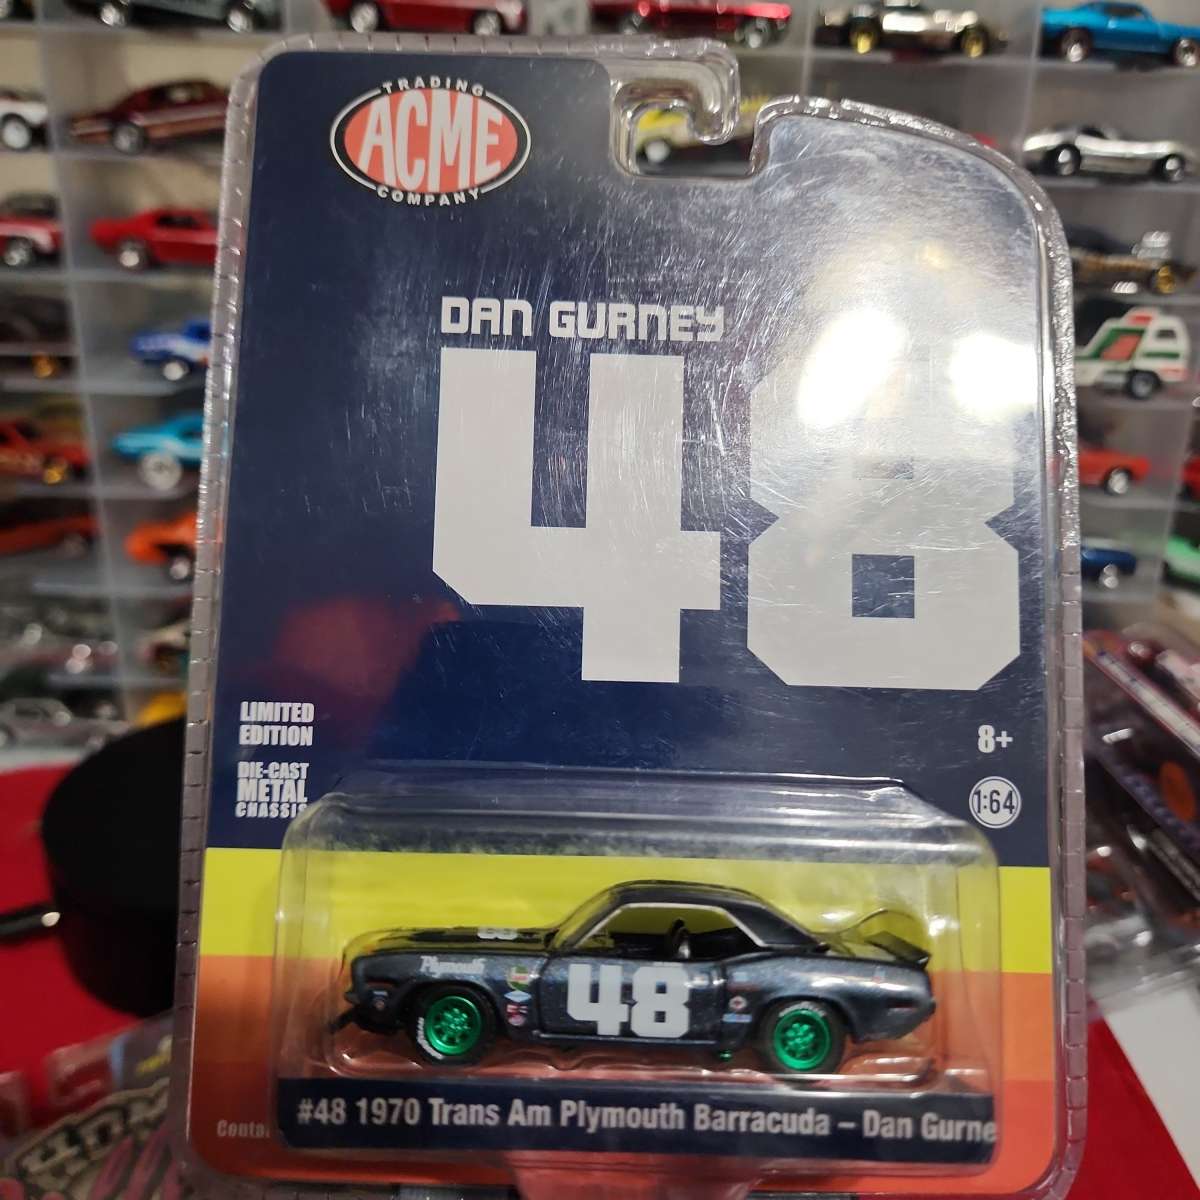 TRADING
ACME
COMPANY
DAN GURNEY
48
LIMITED
EDITION
8+
DIE-CAST
METAL
CHASSIS
1:64
Plymouth
48
#48 1970 Trans Am Plymouth Barracuda – Dan Gurne